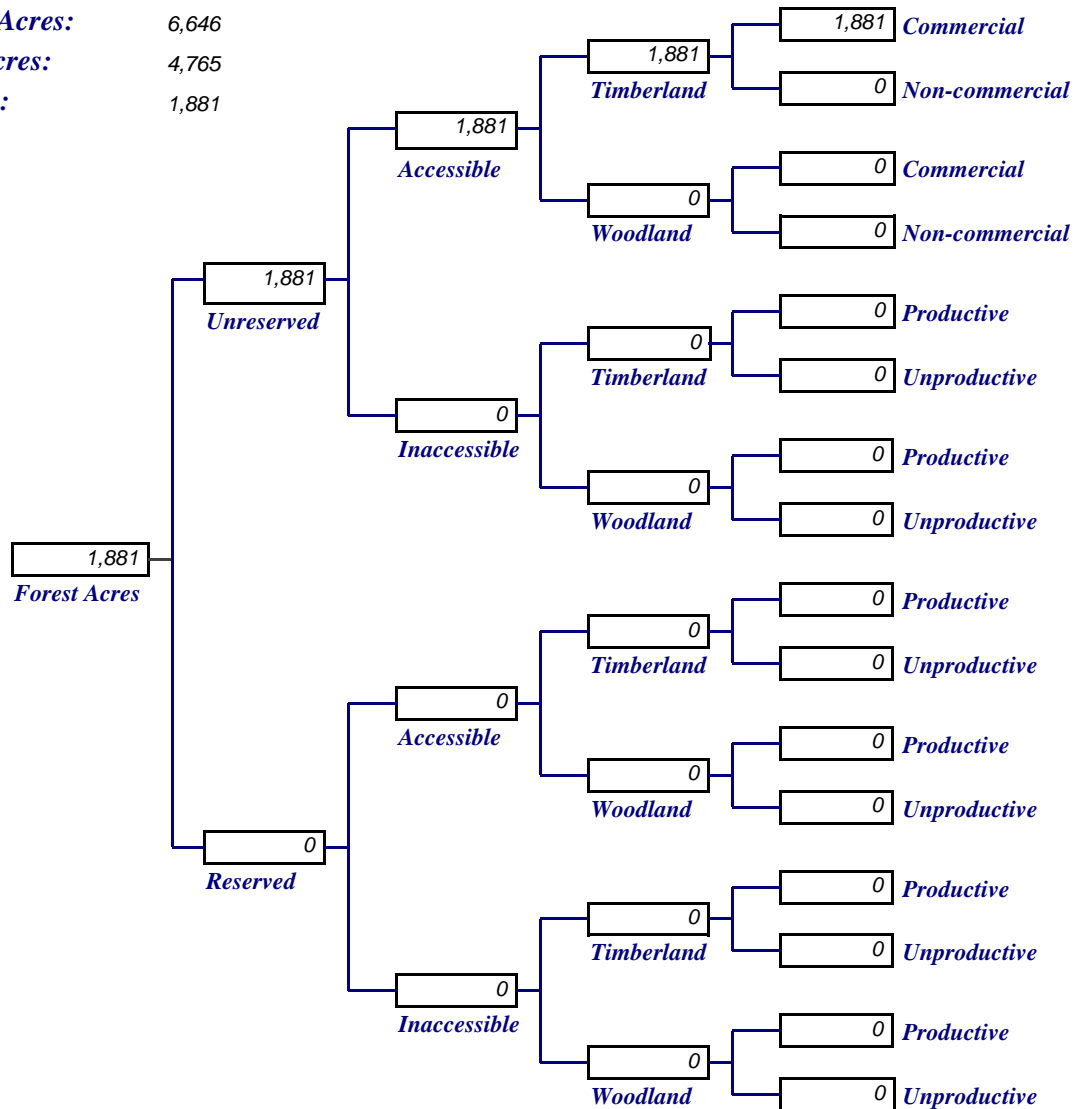 Acres: 6,646
cres: 4,765
: 1,881
1,881 Commercial
1,881
Timberland
0 Non-commercial
1,881
Accessible
0 Commercial
0
Woodland
0 Non-commercial
1,881
Unreserved
0 Productive
0
Timberland
0 Unproductive
0
Inaccessible
0 Productive
0
Woodland
0 Unproductive
1,881
Forest Acres
0 Productive
0
Timberland
0 Unproductive
0
Accessible
0 Productive
0
Woodland
0 Unproductive
0
Reserved
0 Productive
0
Timberland
0 Unproductive
0
Inaccessible
0 Productive
0
Woodland
0 Unproductive